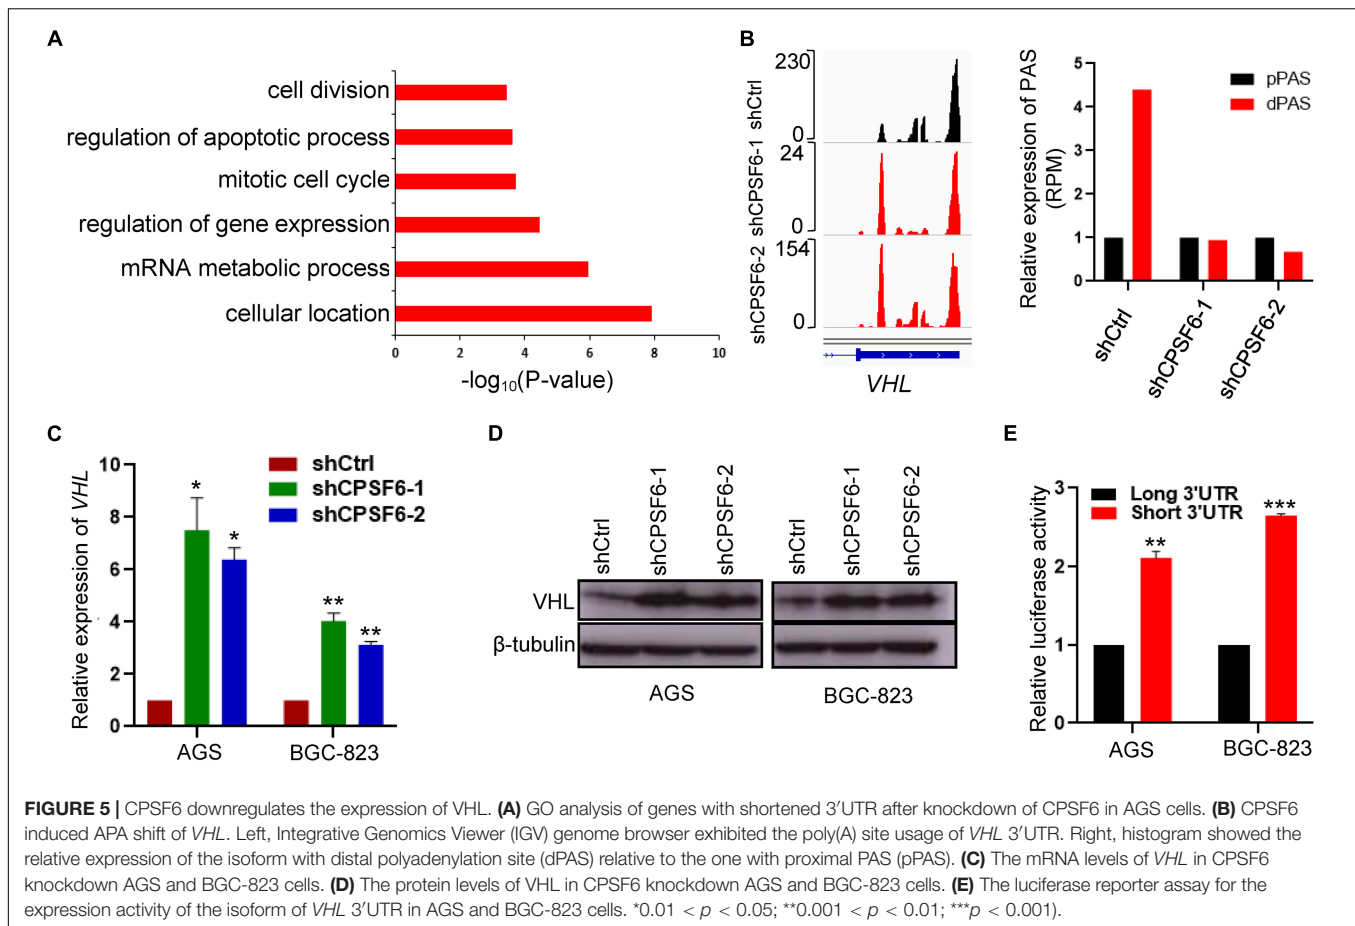 A
cell division
regulation of apoptotic process
mitotic cell cycle
regulation of gene expression
mRNA metabolic process
cellular location
0 2 4 6 8 10
-log10(P-value)
B
230
0
shCtrl
24
0
shCPSF6-1
154
0
shCPSF6-2
VHL
Relative expression of PAS
(RPM)
5
4
3
2
1
0
pPAS
dPAS
shCtrl
shCPSF6-1
shCPSF6-2
C
Relative expression of VHL
10
8
6
4
2
0
shCtrl
shCPSF6-1
shCPSF6-2
*
*
**
**
AGS BGC-823
D
shCtrl
shCPSF6-1
shCPSF6-2
shCtrl
shCPSF6-1
shCPSF6-2
VHL
β-tubulin
AGS BGC-823
E
Relative luciferase activity
3
2
1
0
Long 3'UTR
Short 3'UTR
**
***
AGS BGC-823
FIGURE 5 | CPSF6 downregulates the expression of VHL. (A) GO analysis of genes with shortened 3′UTR after knockdown of CPSF6 in AGS cells. (B) CPSF6
induced APA shift of VHL. Left, Integrative Genomics Viewer (IGV) genome browser exhibited the poly(A) site usage of VHL 3′UTR. Right, histogram showed the
relative expression of the isoform with distal polyadenylation site (dPAS) relative to the one with proximal PAS (pPAS). (C) The mRNA levels of VHL in CPSF6
knockdown AGS and BGC-823 cells. (D) The protein levels of VHL in CPSF6 knockdown AGS and BGC-823 cells. (E) The luciferase reporter assay for the
expression activity of the isoform of VHL 3′UTR in AGS and BGC-823 cells. *0.01 < p < 0.05; **0.001 < p < 0.01; ***p < 0.001).